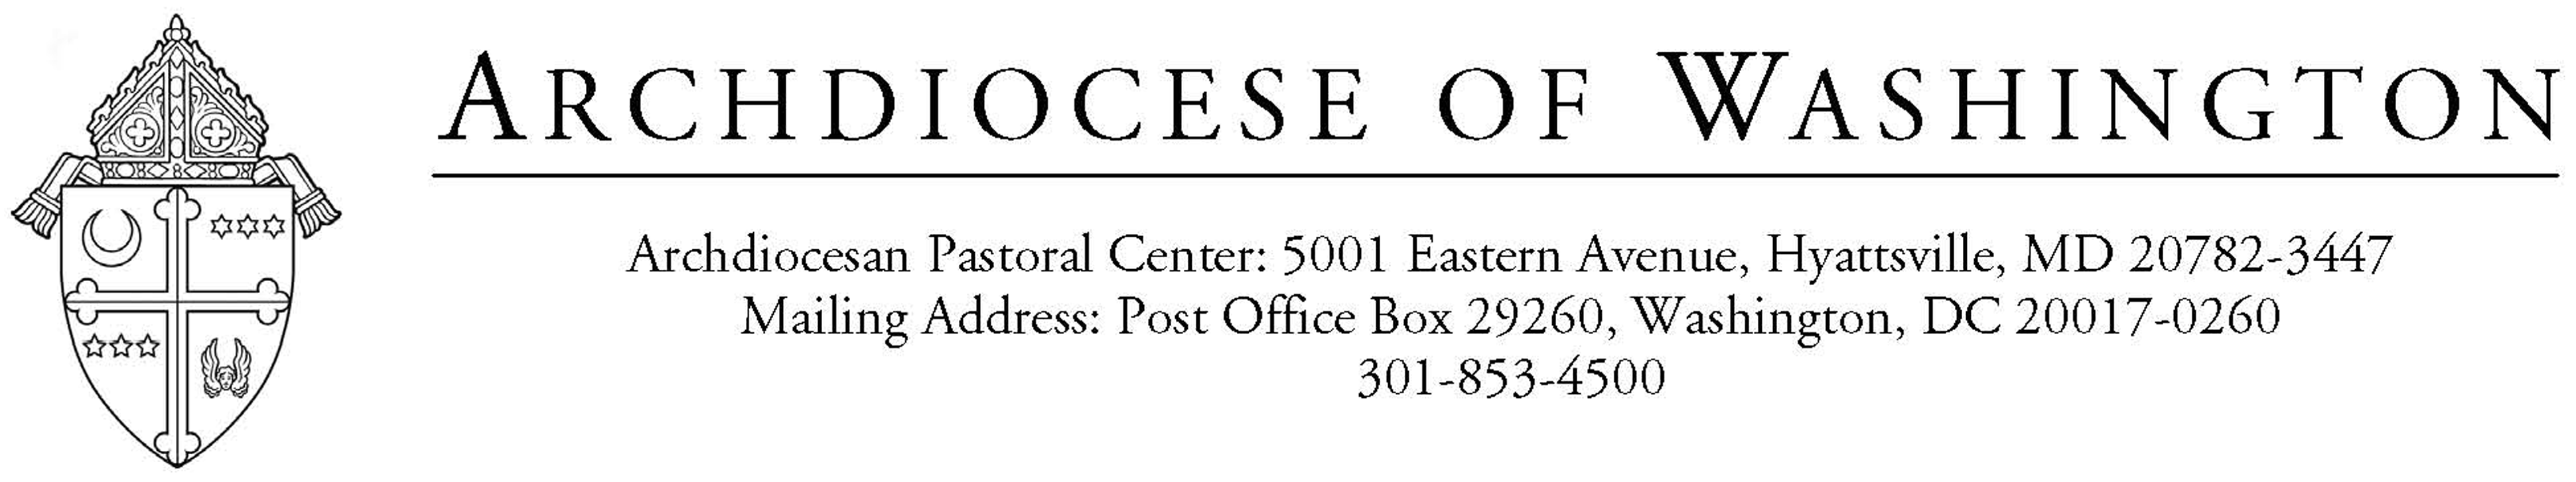 ARCHDIOCESE OF WASHINGTON
Archdiocesan Pastoral Center: 5001 Eastern Avenue, Hyattsville, MD 20782-3447
Mailing Address: Post Office Box 29260, Washington, DC 20017-0260
301-853-4500